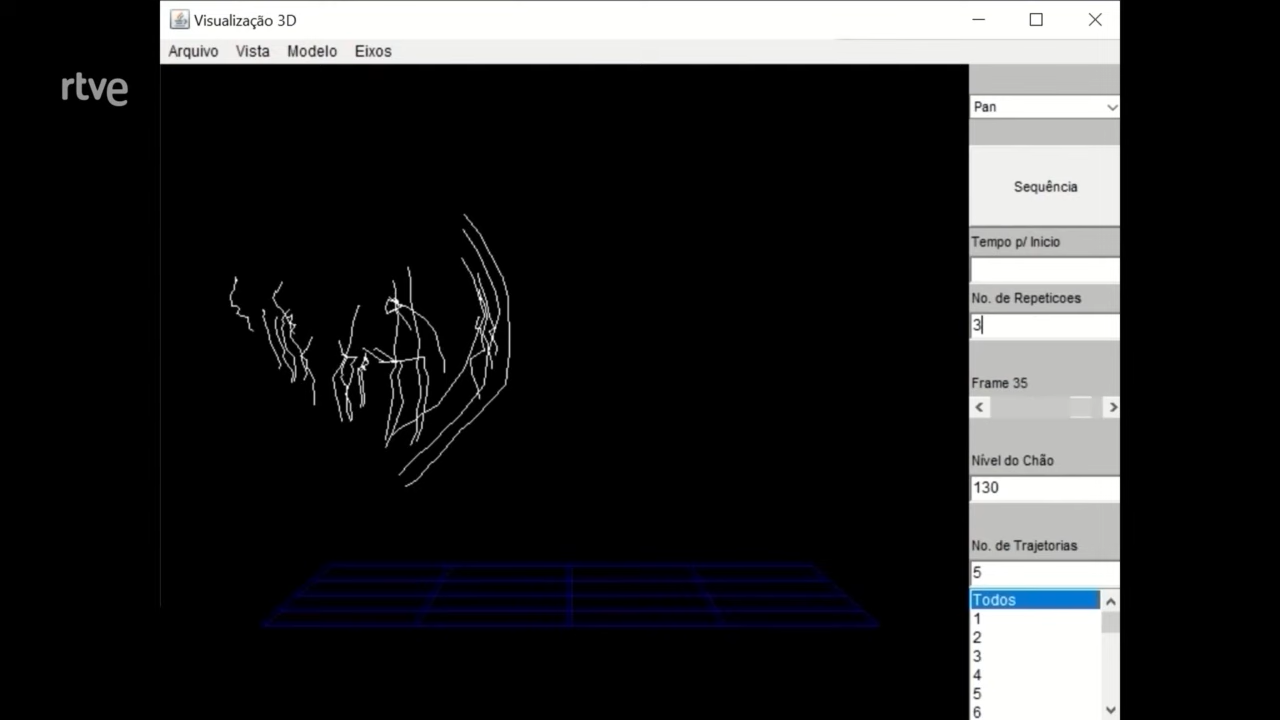 Visualização 3D
Arquivo Vista Modelo Eixos
rtve
Pan
Sequência
Tempo p/ Inicio
No. de Repeticoes
3
Frame 35
Nível do Chão
130
No. de Trajetorias
5
Todos
1
2
3
4
5
6